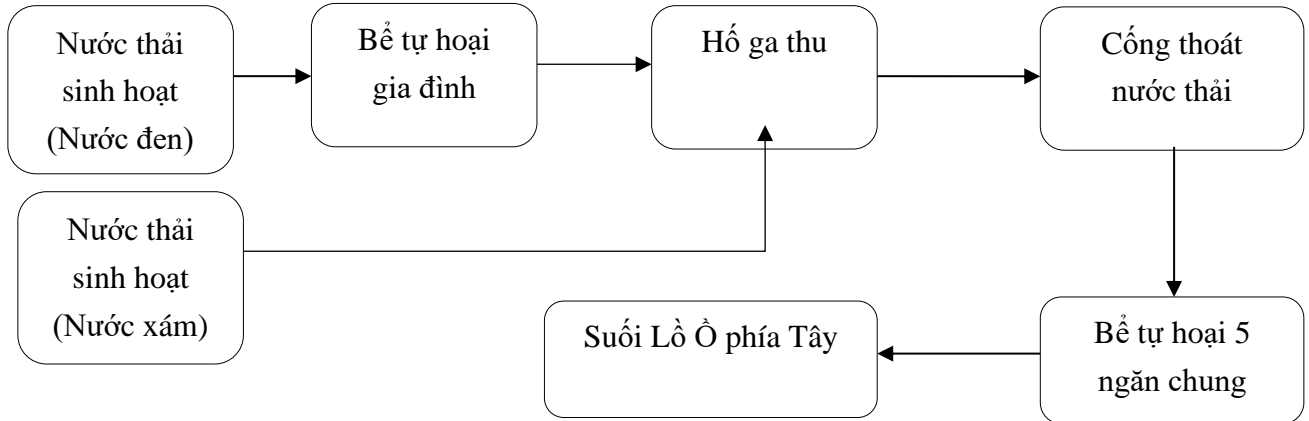 Nước thải
sinh hoạt
(Nước đen)
Bể tự hoại
gia đình
Hố ga thu
Cống thoát
nước thải
Nước thải
sinh hoạt
(Nước xám)
Suối Lồ Ồ phía Tây
Bể tự hoại 5
ngăn chung